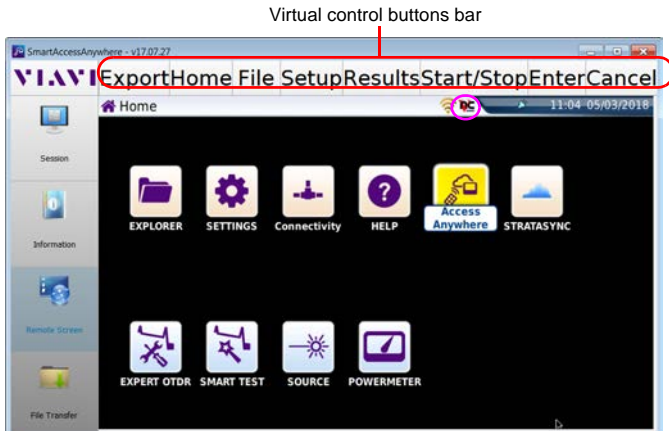 Virtual control buttons bar
SmartAccessAnywhere - v17.07.27
VIAVI Export Home File Setup Results Start/Stop Enter Cancel
Home 11:04 05/03/2018
Session
EXPLORER SETTINGS Connectivity HELP Access Anywhere STRATASYNC
Information
Remote Screen
EXPERT OTDR SMART TEST SOURCE POWERMETER
File Transfer